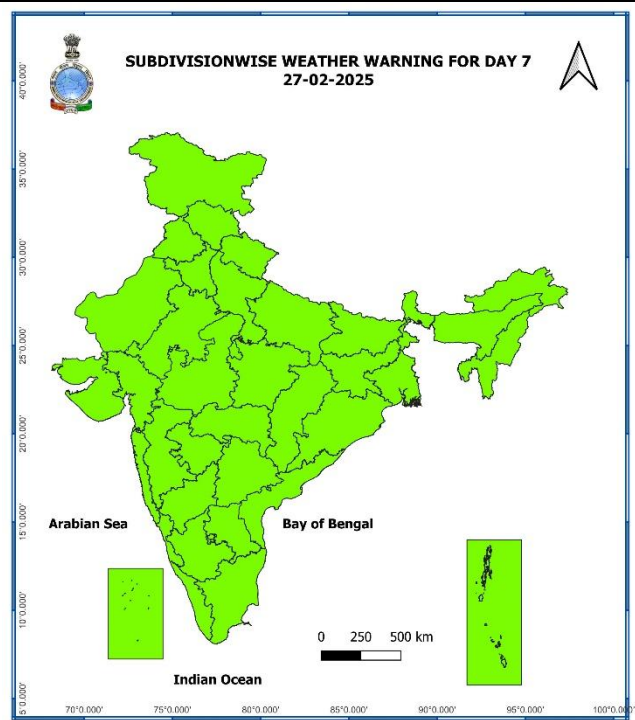 SUBDIVISIONWISE WEATHER WARNING FOR DAY 7
27-02-2025
40°0.000'
35°0.000'
30°0.000'
25°0.000'
20°0.000'
15°0.000'
10°0.000'
5°0.000'
Arabian Sea
Bay of Bengal
0 250 500 km
Indian Ocean
70°0.000' 75°0.000' 80°0.000' 85°0.000' 90°0.000' 95°0.000' 100°0.000'